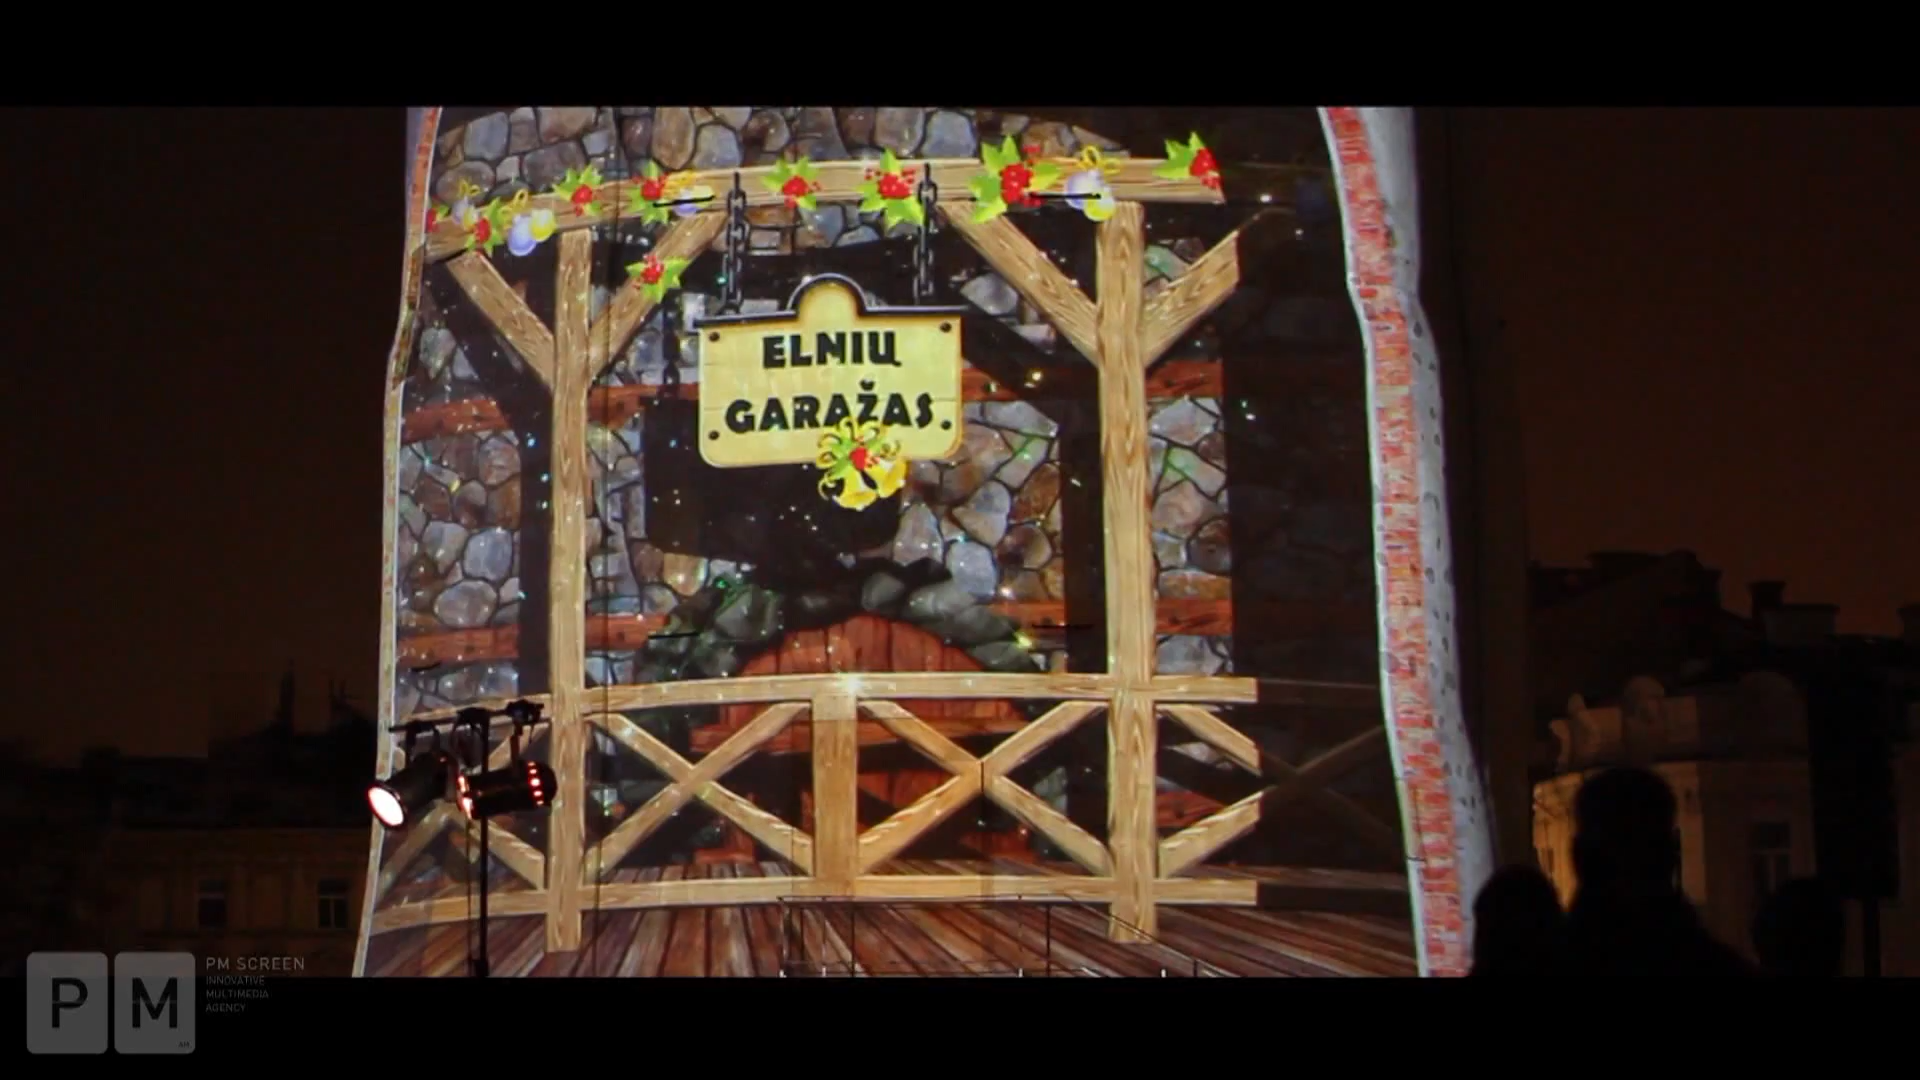 ELNIŲ
GARAŽAS
PM
PM SCREEN
INNOVATIVE
MULTIMEDIA
AGENCY